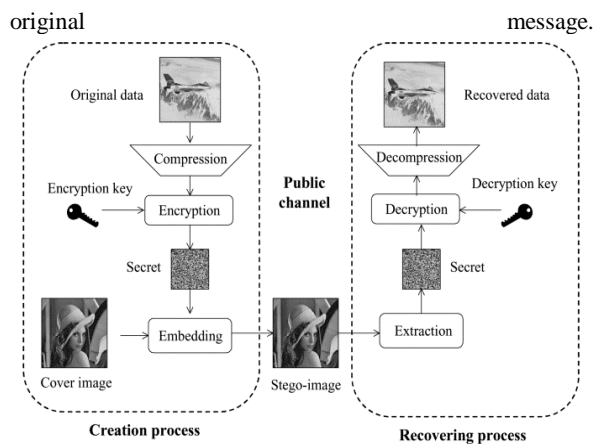 original message.
Original data
Compression
Encryption key
Encryption
Secret
Embedding
Cover image
Creation process
Public
channel
Stego-image
Recovered data
Decompression
Decryption key
Decryption
Secret
Extraction
Recovering process